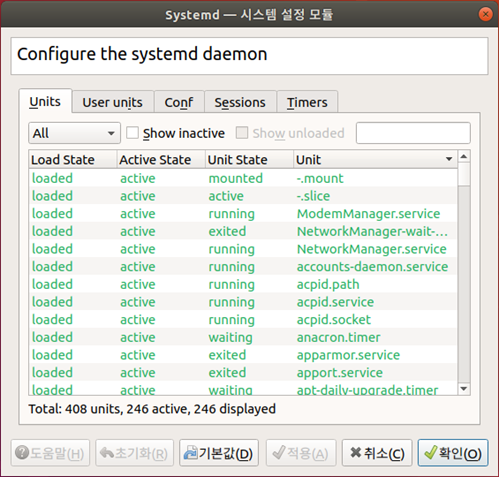 Systemd — 시스템 설정 모듈
Configure the systemd daemon
Units User units Conf Sessions Timers
All Show inactive Show unloaded
Load State Active State Unit State Unit
loaded active mounted -.mount
loaded active active -.slice
loaded active running ModemManager.service
loaded active exited NetworkManager-wait-...
loaded active running NetworkManager.service
loaded active running accounts-daemon.service
loaded active running acpid.path
loaded active running acpid.service
loaded active running acpid.socket
loaded active waiting anacron.timer
loaded active exited apparmor.service
loaded active exited apport.service
loaded active waiting apt-daily-upgrade.timer
Total: 408 units, 246 active, 246 displayed
도움말(H) 초기화(R) 기본값(D) 적용(A) 취소(C) 확인(O)